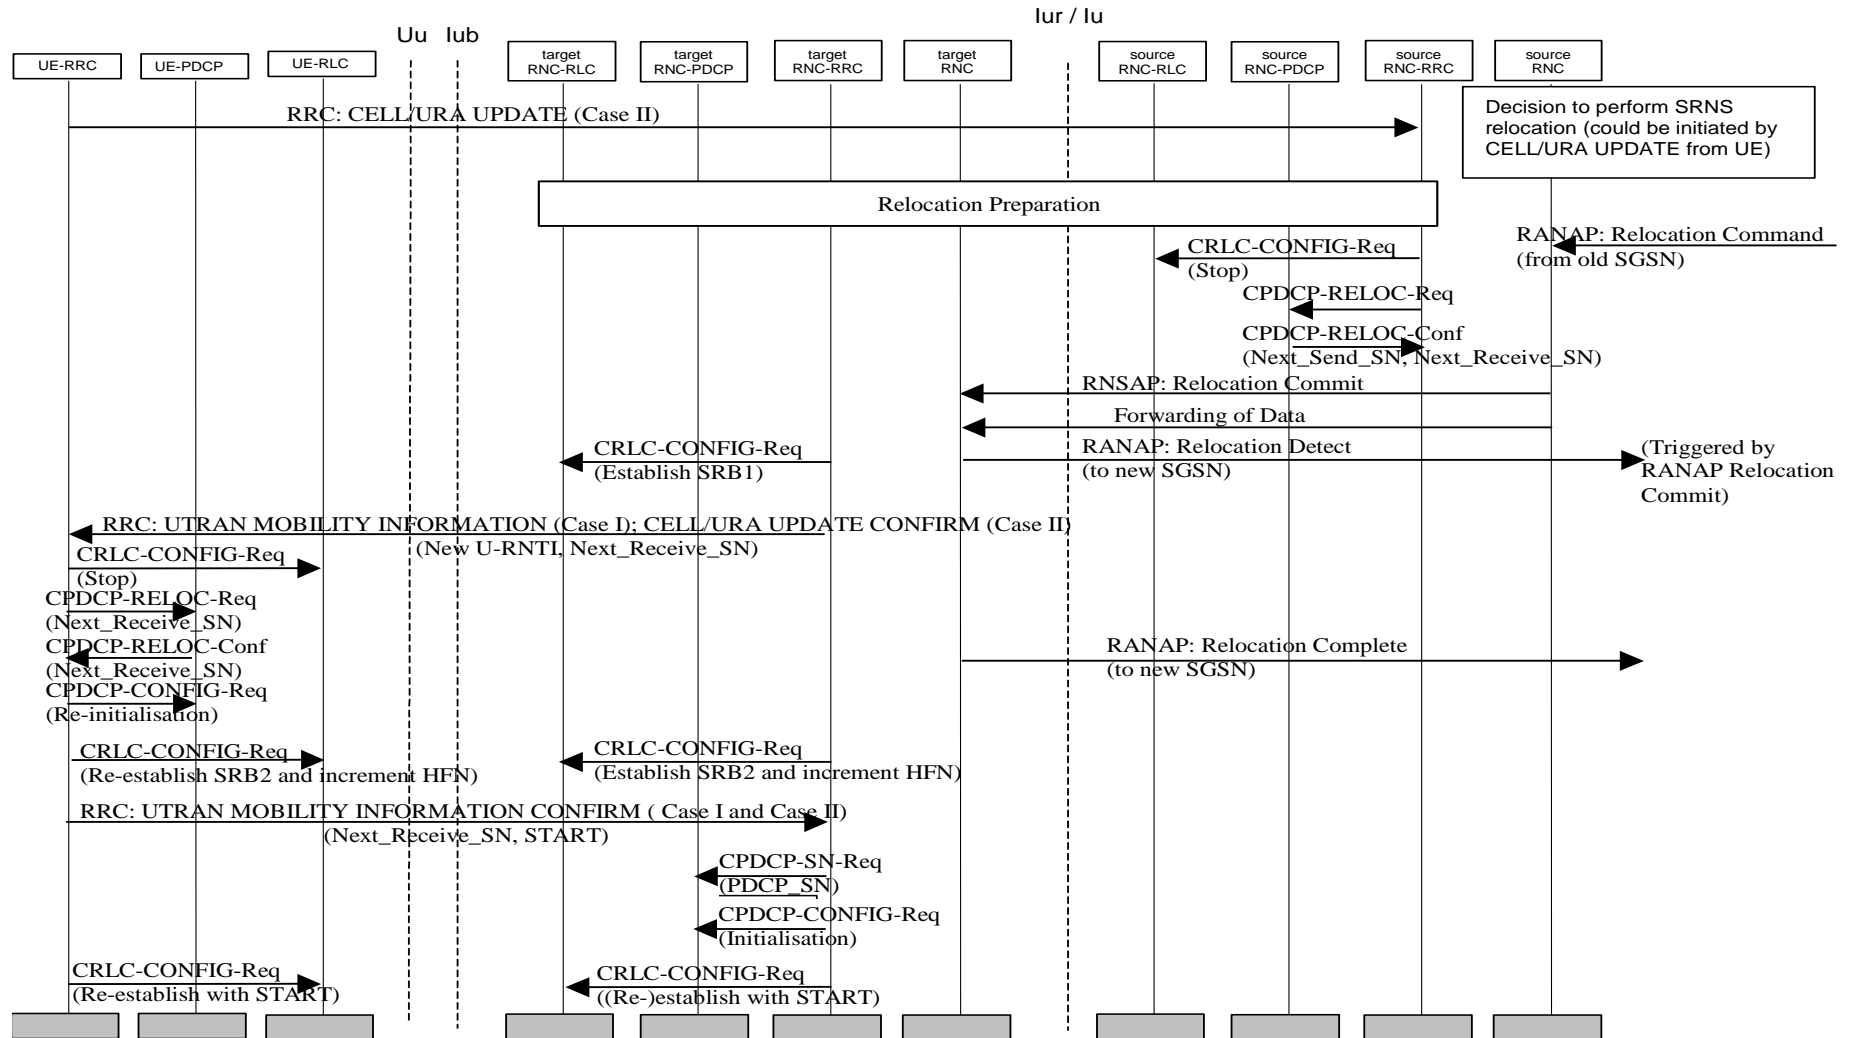 Iur / Iu
Uu Iub
UE-RRC
UE-PDCP
UE-RLC
target
RNC-RLC
target
RNC-PDCP
target
RNC-RRC
target
RNC
source
RNC-RLC
source
RNC-PDCP
source
RNC-RRC
source
RNC
RRC: CELL/URA UPDATE (Case II)
Decision to perform SRNS
relocation (could be initiated by
CELL/URA UPDATE from UE)
Relocation Preparation
RANAP: Relocation Command
(from old SGSN)
CRLC-CONFIG-Req
(Stop)
CPDCP-RELOC-Req
CPDCP-RELOC-Conf
(Next_Send_SN, Next_Receive_SN)
RNSAP: Relocation Commit
Forwarding of Data
CRLC-CONFIG-Req
(Establish SRB1)
RANAP: Relocation Detect
(to new SGSN)
(Triggered by
RANAP Relocation
Commit)
RRC: UTRAN MOBILITY INFORMATION (Case I); CELL/URA UPDATE CONFIRM (Case II)
(New U-RNTI, Next_Receive_SN)
CRLC-CONFIG-Req
(Stop)
CPDCP-RELOC-Req
(Next_Receive_SN)
CPDCP-RELOC-Conf
(Next_Receive_SN)
RANAP: Relocation Complete
(to new SGSN)
CPDCP-CONFIG-Req
(Re-initialisation)
CRLC-CONFIG-Req
(Re-establish SRB2 and increment HFN)
CRLC-CONFIG-Req
(Establish SRB2 and increment HFN)
RRC: UTRAN MOBILITY INFORMATION CONFIRM ( Case I and Case II)
(Next_Receive_SN, START)
CPDCP-SN-Req
(PDCP_SN)
CPDCP-CONFIG-Req
(Initialisation)
CRLC-CONFIG-Req
(Re-establish with START)
CRLC-CONFIG-Req
((Re-)establish with START)